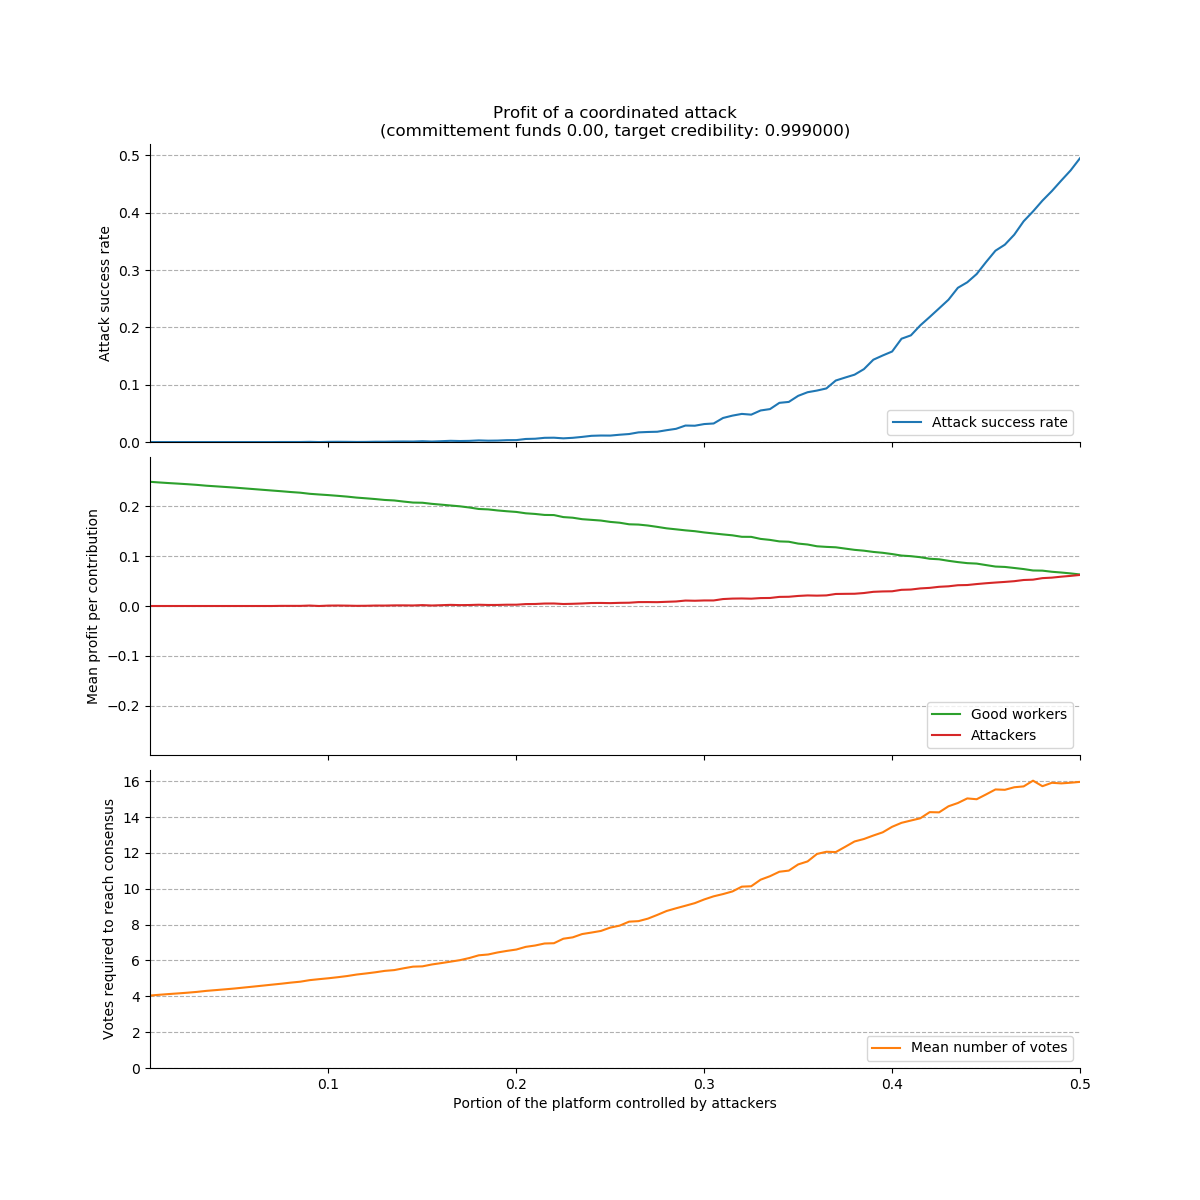 Profit of a coordinated attack
(committement funds 0.00, target credibility: 0.999000)
0.5
0.4
0.3
0.2
0.1
0.0
Attack success rate
Attack success rate
0.2
0.1
0.0
−0.1
−0.2
Mean profit per contribution
Good workers
Attackers
16
14
12
10
8
6
4
2
0
Votes required to reach consensus
Mean number of votes
0.1
0.2
0.3
0.4
0.5
Portion of the platform controlled by attackers